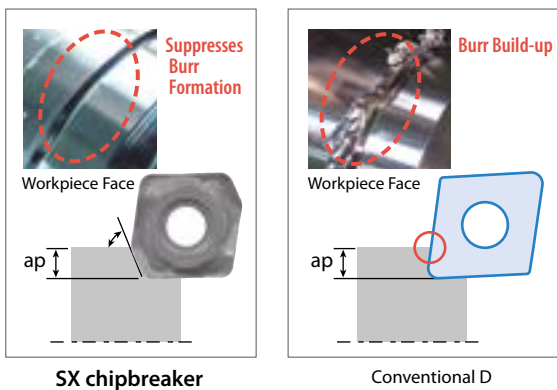 Suppresses
Burr
Formation
Workpiece Face
ap
SX chipbreaker
Burr Build-up
Workpiece Face
ap
Conventional D